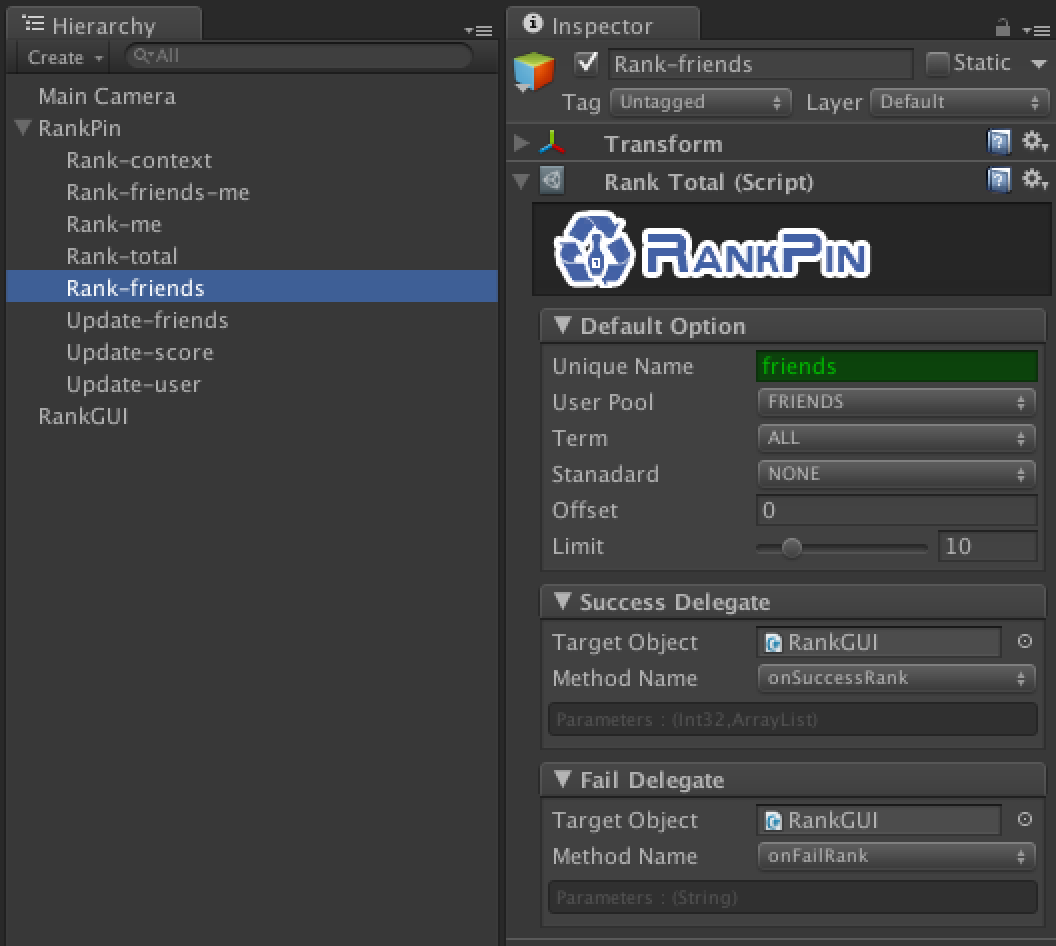 Hierarchy
Create
All
Main Camera
RankPin
Rank-context
Rank-friends-me
Rank-me
Rank-total
Rank-friends
Update-friends
Update-score
Update-user
RankGUI
Inspector
Rank-friends
Static
Tag Untagged Layer Default
Transform
Rank Total (Script)
RANKPIN
Default Option
Unique Name friends
User Pool FRIENDS
Term ALL
Stanadard NONE
Offset 0
Limit 10
Success Delegate
Target Object RankGUI
Method Name onSuccessRank
Parameters : (Int32,ArrayList)
Fail Delegate
Target Object RankGUI
Method Name onFailRank
Parameters : (String)